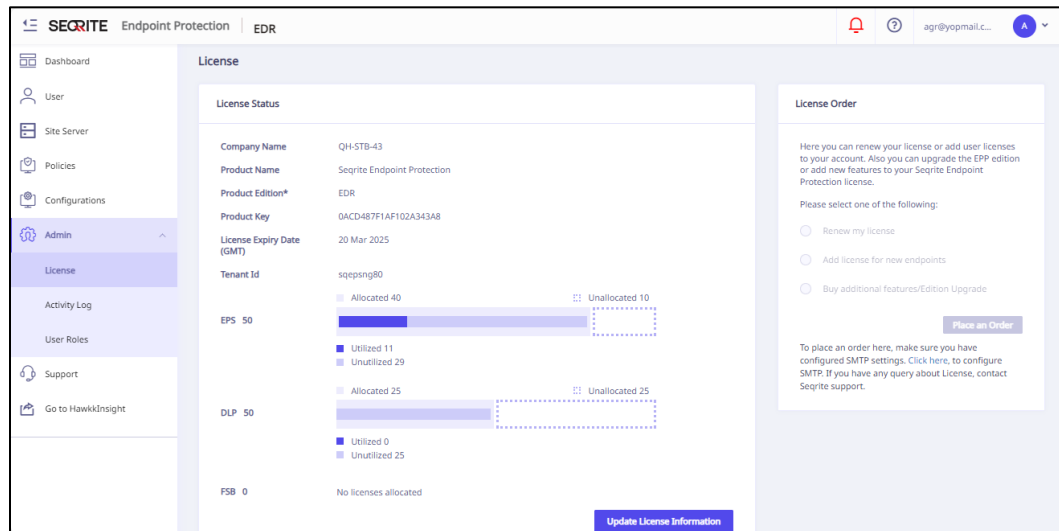 SEQRITE Endpoint Protection EDR
agr@yopmail.c... A
Dashboard
User
Site Server
Policies
Configurations
Admin
License
Activity Log
User Roles
Support
Go to HawkkInsight
License
License Status
Company Name QH-STB-43
Product Name Seqrite Endpoint Protection
Product Edition* EDR
Product Key 0ACD487F1AF102A343A8
License Expiry Date
(GMT)
20 Mar 2025
Tenant Id sqepsng80
Allocated 40 Unallocated 10
EPS 50
Utilized 11
Unutilized 29
Allocated 25 Unallocated 25
DLP 50
Utilized 0
Unutilized 25
FSB 0 No licenses allocated
Update License Information
License Order
Here you can renew your license or add user licenses
to your account. Also you can upgrade the EPP edition
or add new features to your Seqrite Endpoint
Protection license.
Please select one of the following:
Renew my license
Add license for new endpoints
Buy additional features/Edition Upgrade
Place an Order
To place an order here, make sure you have
configured SMTP settings. Click here, to configure
SMTP. If you have any query about License, contact
Seqrite support.